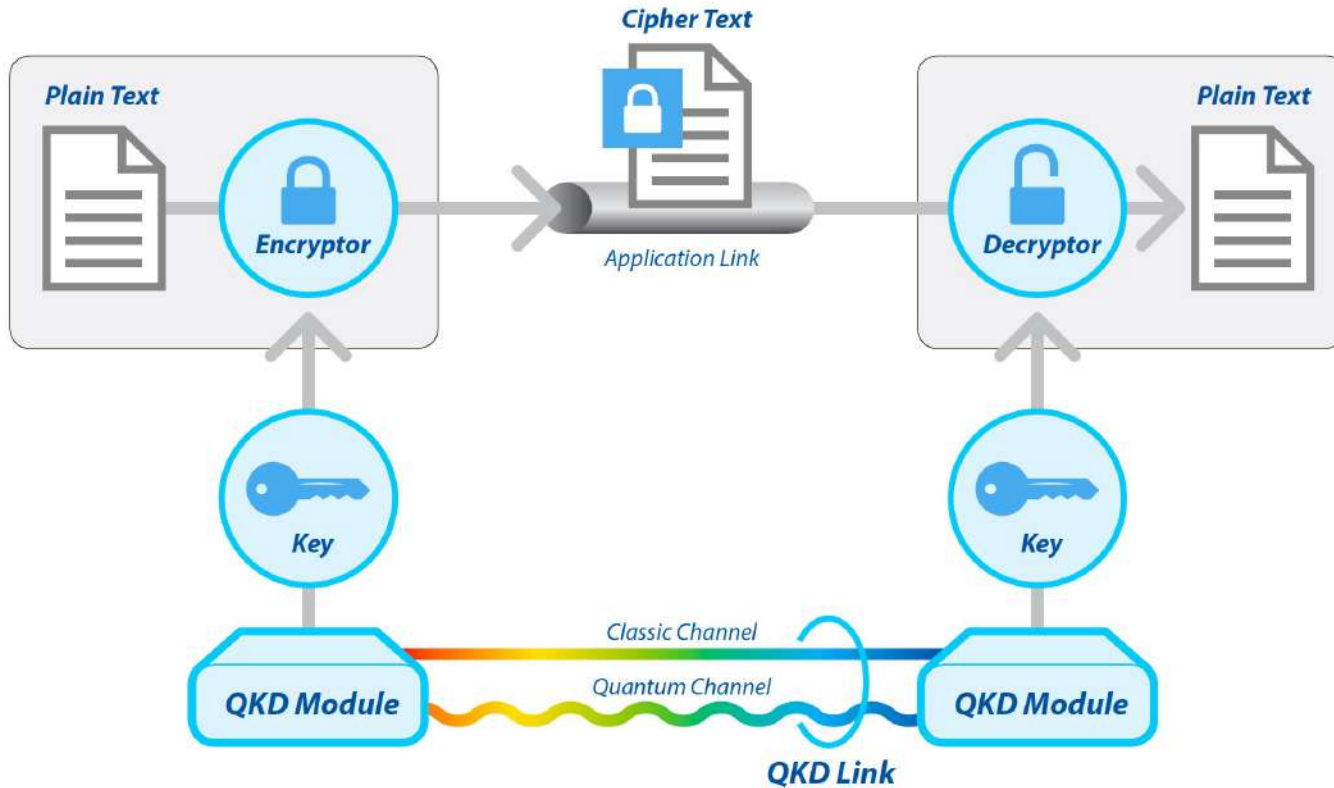 Cipher Text
Plain Text
Plain Text
Encryptor
Decryptor
Application Link
Key
Key
Classic Channel
Quantum Channel
QKD Module
QKD Module
QKD Link